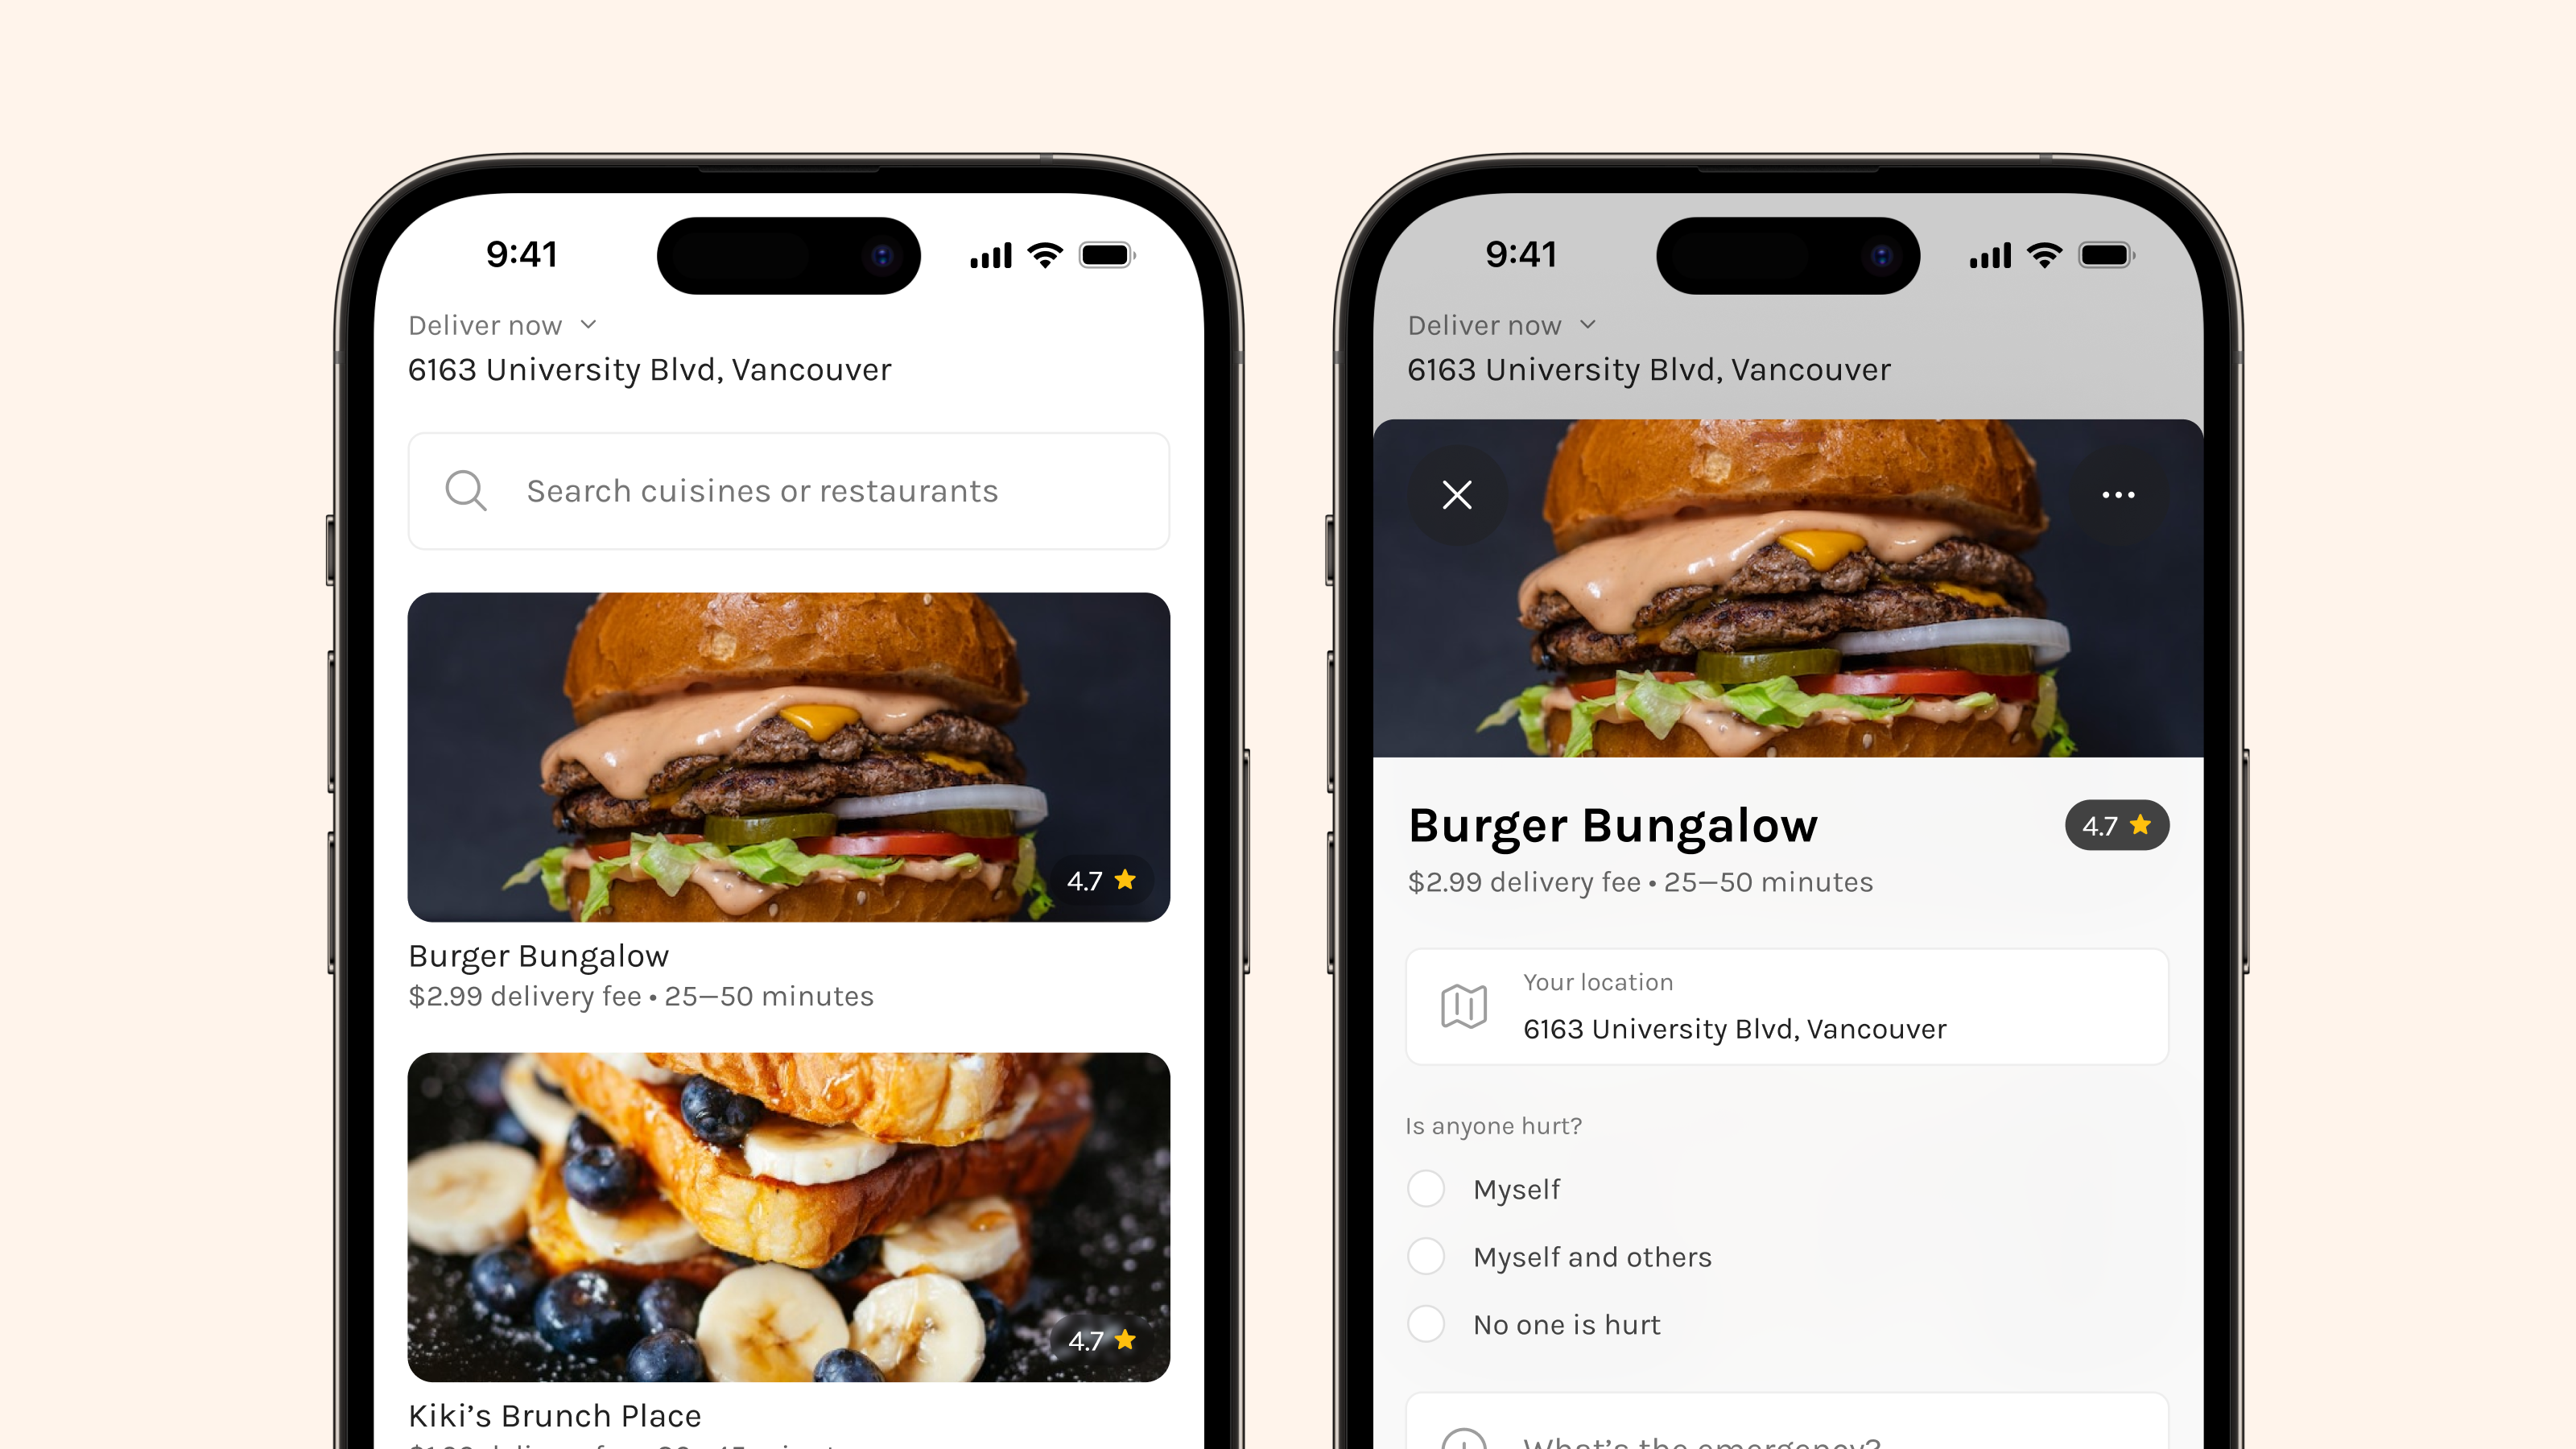 9:41
Deliver now
6163 University Blvd, Vancouver
Search cuisines or restaurants
4.7
Burger Bungalow
$2.99 delivery fee • 25—50 minutes
4.7
Kiki’s Brunch Place
9:41
Deliver now
6163 University Blvd, Vancouver
Burger Bungalow
4.7
$2.99 delivery fee • 25—50 minutes
Your location
6163 University Blvd, Vancouver
Is anyone hurt?
Myself
Myself and others
No one is hurt
What’s the emergency?